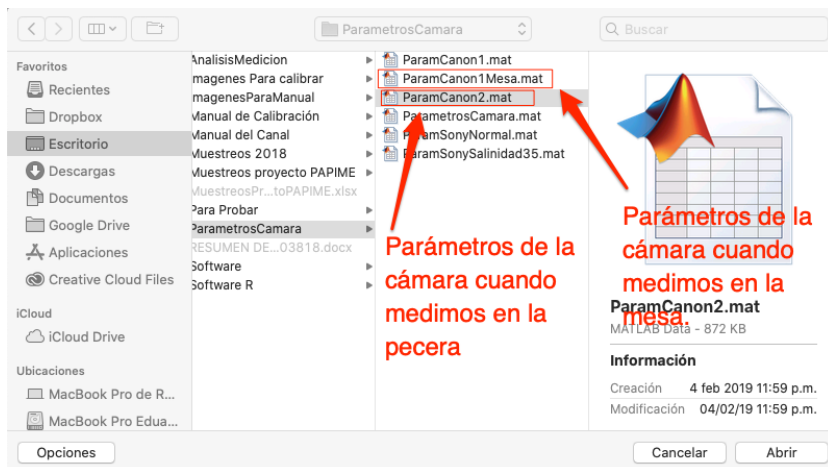 ParametrosCamara
Buscar
Favoritos
Recientes
Dropbox
Escritorio
Descargas
Documentos
Google Drive
Aplicaciones
Creative Cloud Files
iCloud
iCloud Drive
Ubicaciones
MacBook Pro de R...
MacBook Pro Edua...
AnalisisMedicion
magenes Para calibrar
magenesParaManual
Manual de Calibración
Manual del Canal
Muestreos 2018
Muestreos proyecto PAPIME
MuestreosPr...toPAPIME.xlsx
Para Probar
ParametrosCamara
RESUMEN DE...03818.docx
Software
Software R
ParamCanon1.mat
ParamCanon1Mesa.mat
ParamCanon2.mat
ParametrosCamara.mat
ParamSonyNormal.mat
ParamSonySalinidad35.mat
Parámetros de la
cámara cuando
medimos en la
pecera
Parámetros de la
cámara cuando
medimos en la
mesa.
ParamCanon2.mat
MATLAB Data - 872 KB
Información
Creación 4 feb 2019 11:59 p.m.
Modificación 04/02/19 11:59 p.m.
Opciones
Cancelar
Abrir